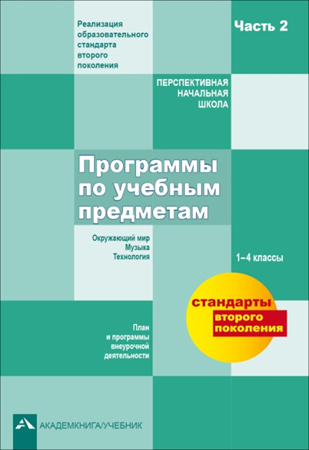 Реализация
образовательного
стандарта
второго
поколения
Часть 2
ПЕРСПЕКТИВНАЯ
НАЧАЛЬНАЯ
ШКОЛА
Программы
по учебным
предметам
Окружающий мир
Музыка
Технология
1–4 классы
стандарты
второго
поколения
План
и программы
внеурочной
деятельности
АКАДЕМКНИГА/УЧЕБНИК